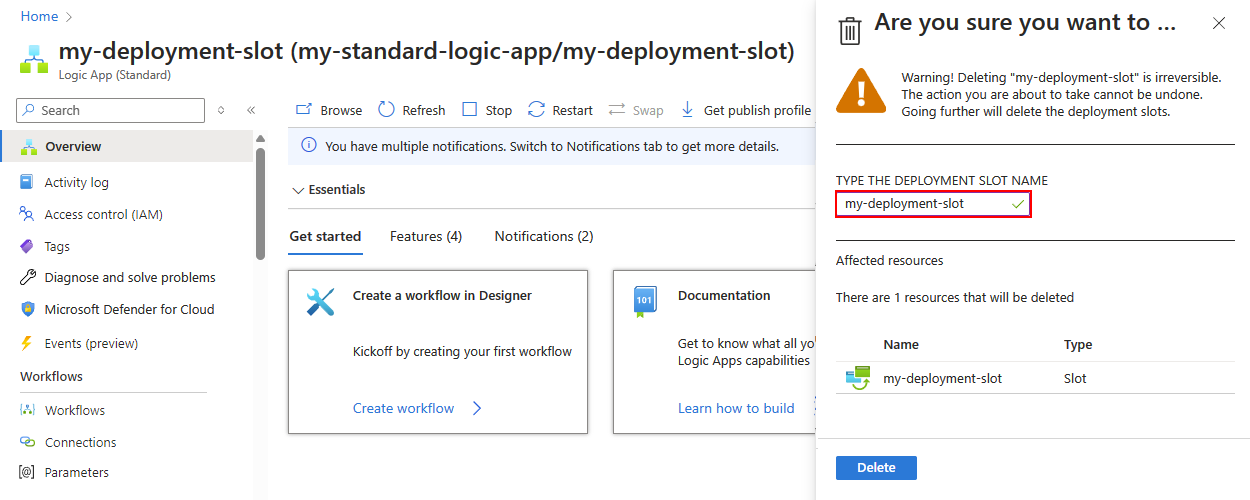 Home
my-deployment-slot (my-standard-logic-app/my-deployment-slot)
Logic App (Standard)
Search
Overview
Activity log
Access control (IAM)
Tags
Diagnose and solve problems
Microsoft Defender for Cloud
Events (preview)
Workflows
Workflows
Connections
Parameters
Browse
Refresh
Stop
Restart
Swap
Get publish profile
You have multiple notifications. Switch to Notifications tab to get more details.
Essentials
Get started
Features (4)
Notifications (2)
Create a workflow in Designer
Kickoff by creating your first workflow
Create workflow
101
Documentation
Get to know what all yo
Logic Apps capabilities
Learn how to build
Are you sure you want to ...
Warning! Deleting "my-deployment-slot" is irreversible.
The action you are about to take cannot be undone.
Going further will delete the deployment slots.
TYPE THE DEPLOYMENT SLOT NAME
my-deployment-slot
Affected resources
There are 1 resources that will be deleted
Name Type
my-deployment-slot Slot
Delete